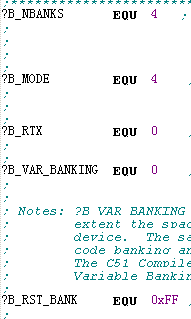 ;*****************************
?B_NBANKS EQU 4
;
;
;
?B_MODE EQU 4
;
;
?B_RTX EQU 0
;
?B_VAR_BANKING EQU 0
;
;
; Notes: ?B VAR BANKING
; extent the spac
; device. The sa
; code banking an
; The C51 Compile
; Variable Bankin
;
?B_RST_BANK EQU 0xFF
;